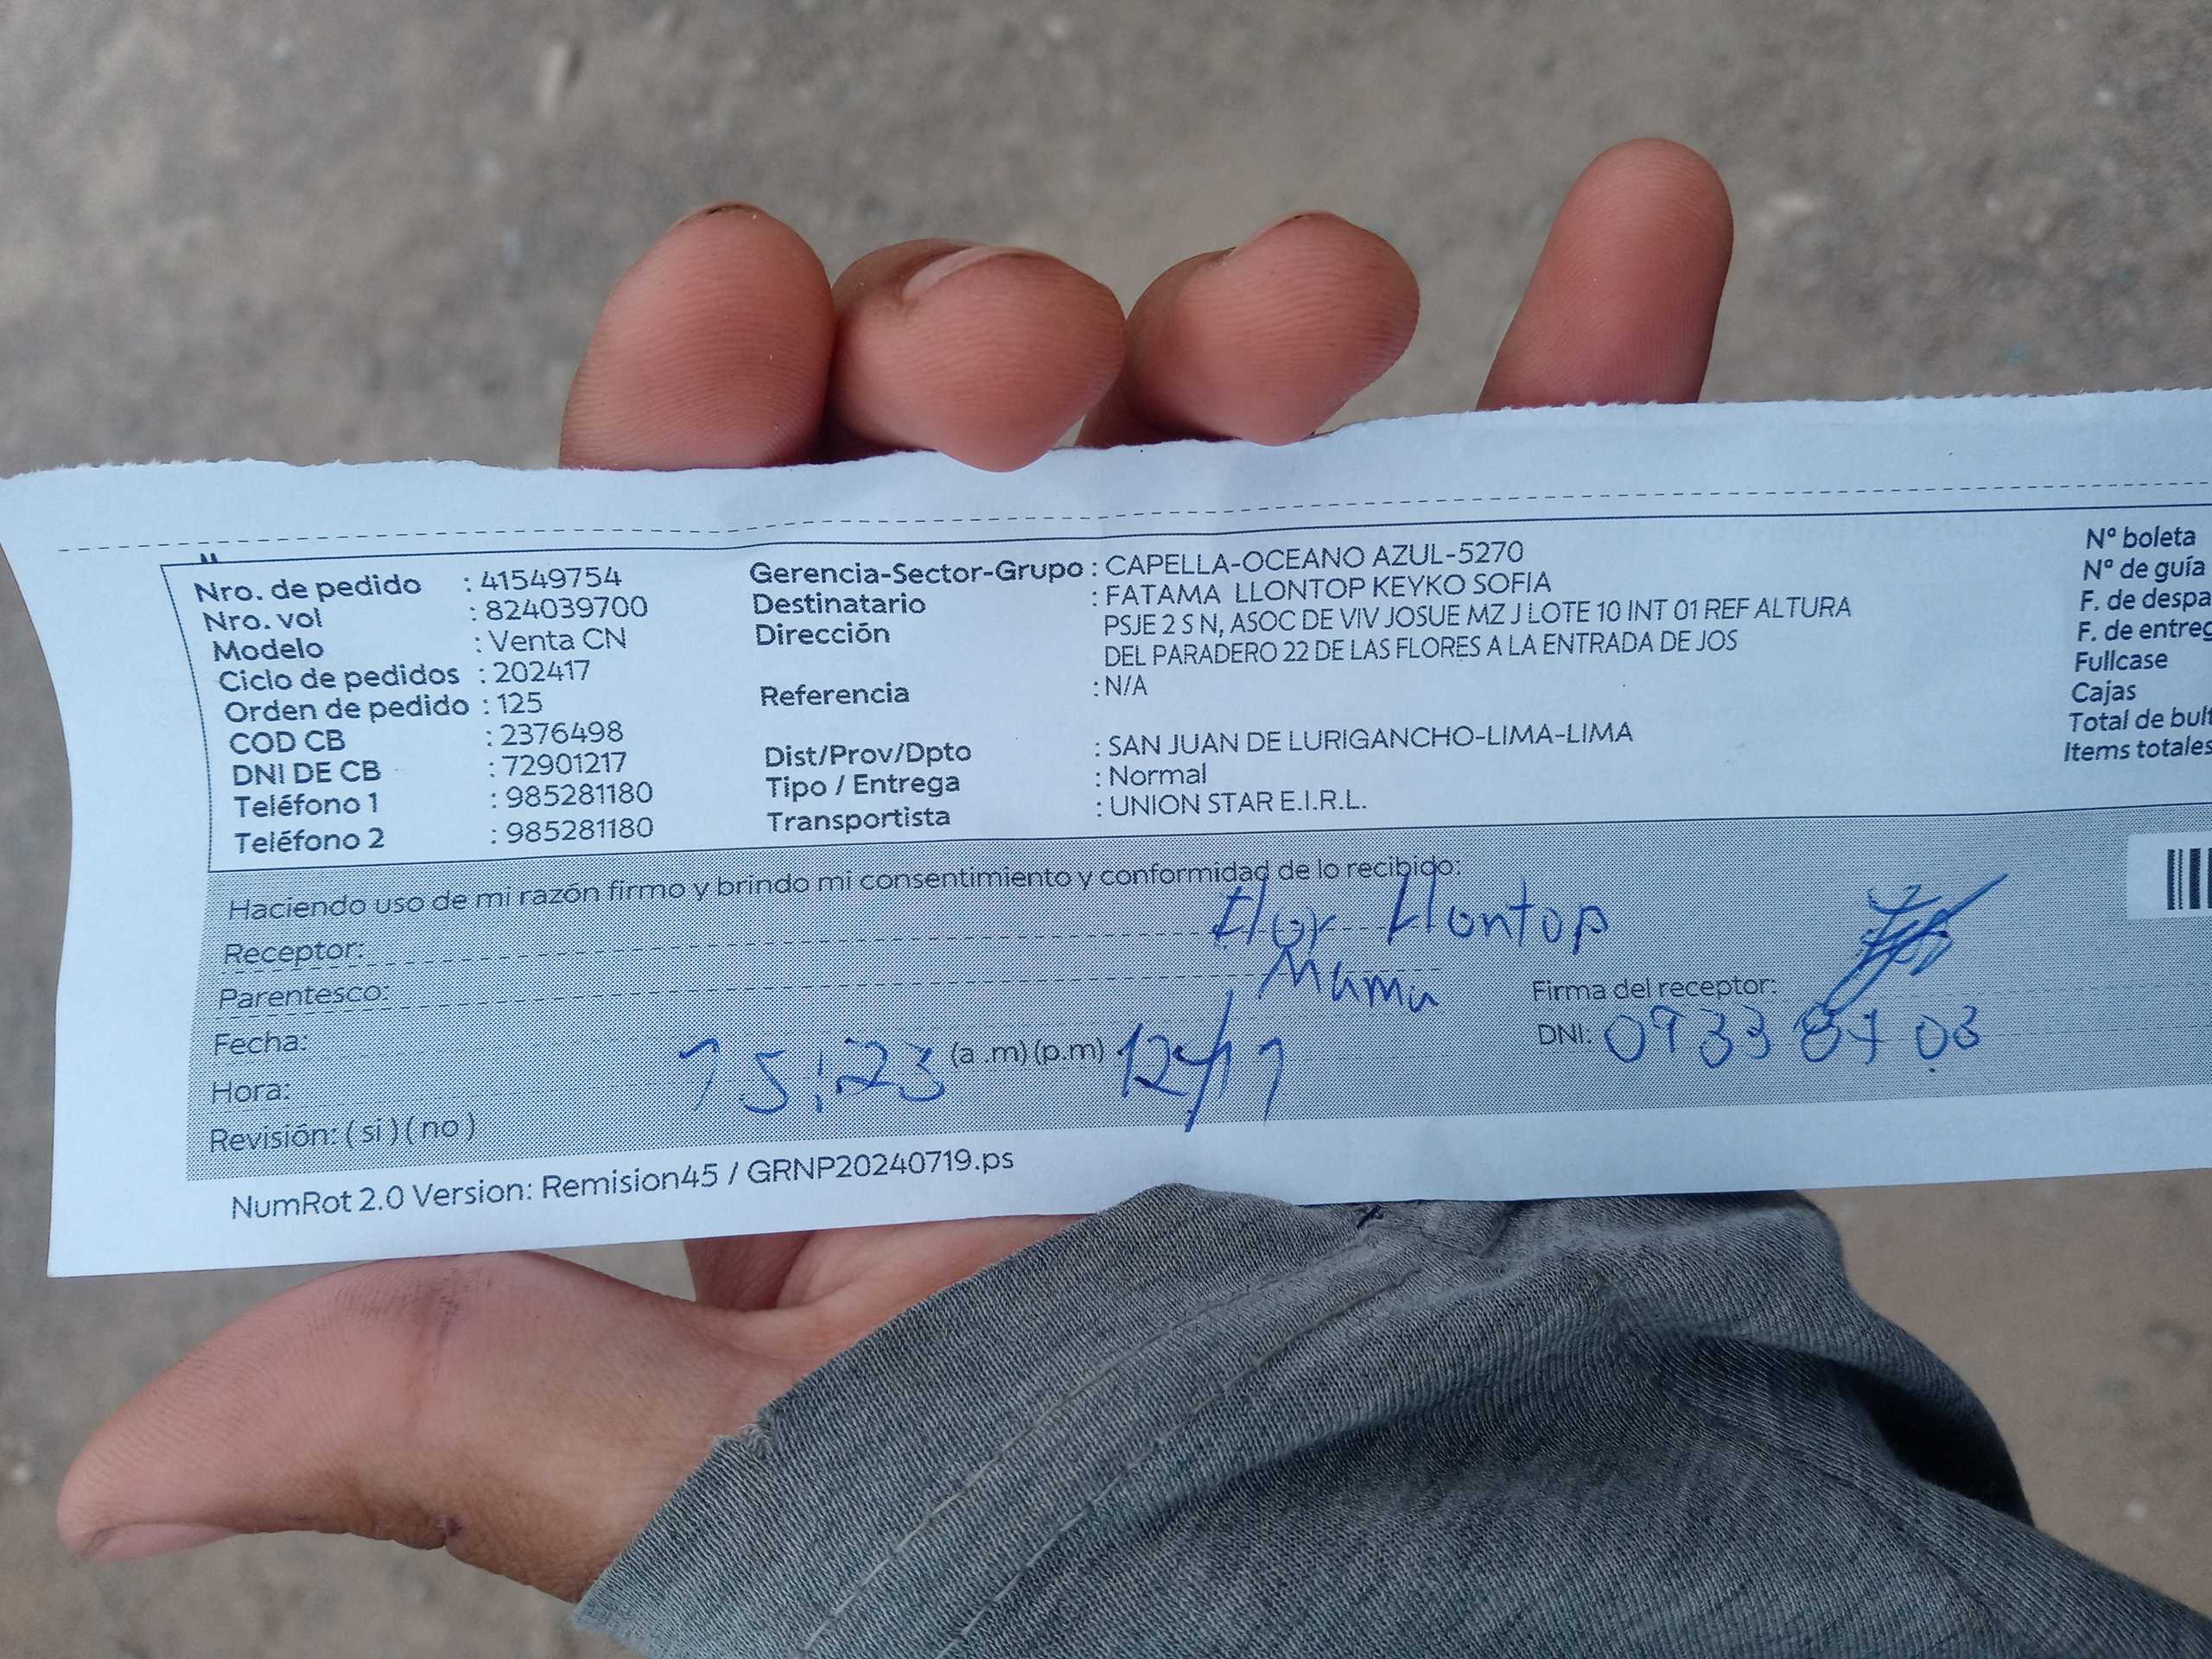 Nro. de pedido : 41549754
Nro. vol : 824039700
Modelo : Venta CN
Ciclo de pedidos : 202417
Orden de pedido : 125
COD CB : 2376498
DNI DE CB : 72901217
Teléfono 1 : 985281180
Teléfono 2 : 985281180
Gerencia-Sector-Grupo : CAPELLA-OCEANO AZUL-5270
Destinatario : FATAMA LLONTOP KEYKO SOFIA
Dirección PSJE 2 S N, ASOC DE VIV JOSUE MZ J LOTE 10 INT 01 REF ALTURA
DEL PARADERO 22 DE LAS FLORES A LA ENTRADA DE JOS
Referencia : N/A
Dist/Prov/Dpto : SAN JUAN DE LURIGANCHO-LIMA-LIMA
Tipo / Entrega : Normal
Transportista : UNION STAR E.I.R.L.
Nº boleta
Nº de guía
F. de despa
F. de entreg
Fullcase
Cajas
Total de bult
Items totales
Haciendo uso de mi razón firmo y brindo mi consentimiento y conformidad de lo recibido:
Receptor: Flor Llontop
Parentesco: Mama
Firma del receptor:
Fecha:
DNI: 09338708
Hora: 15:23 (a .m) (p.m) 12/11
Revisión: ( si ) ( no )
NumRot 2.0 Version: Remision45 / GRNP20240719.ps